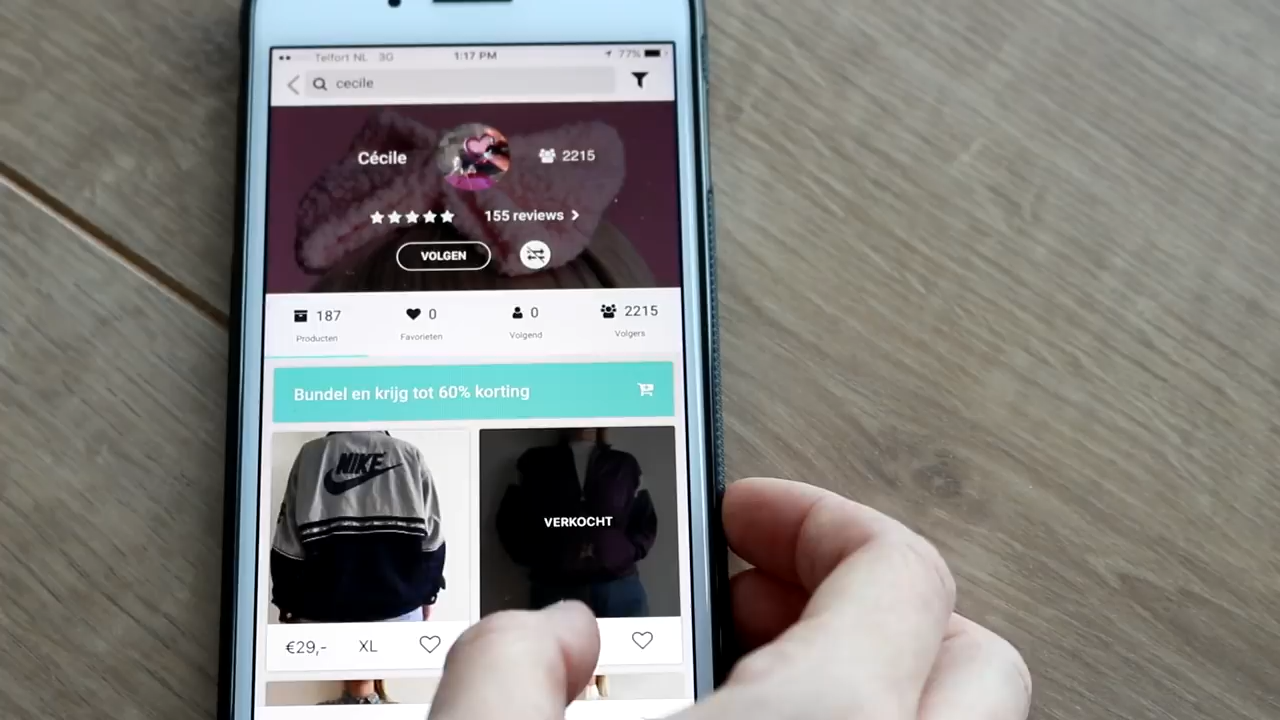 Telfort NL 3G 1:17 PM 77%
cecile
Cécile 2215
155 reviews
VOLGEN
187 0 0 2215
Producten Favorieten Volgend Volgers
Bundel en krijg tot 60% korting
NIKE
VERKOCHT
€29,- XL